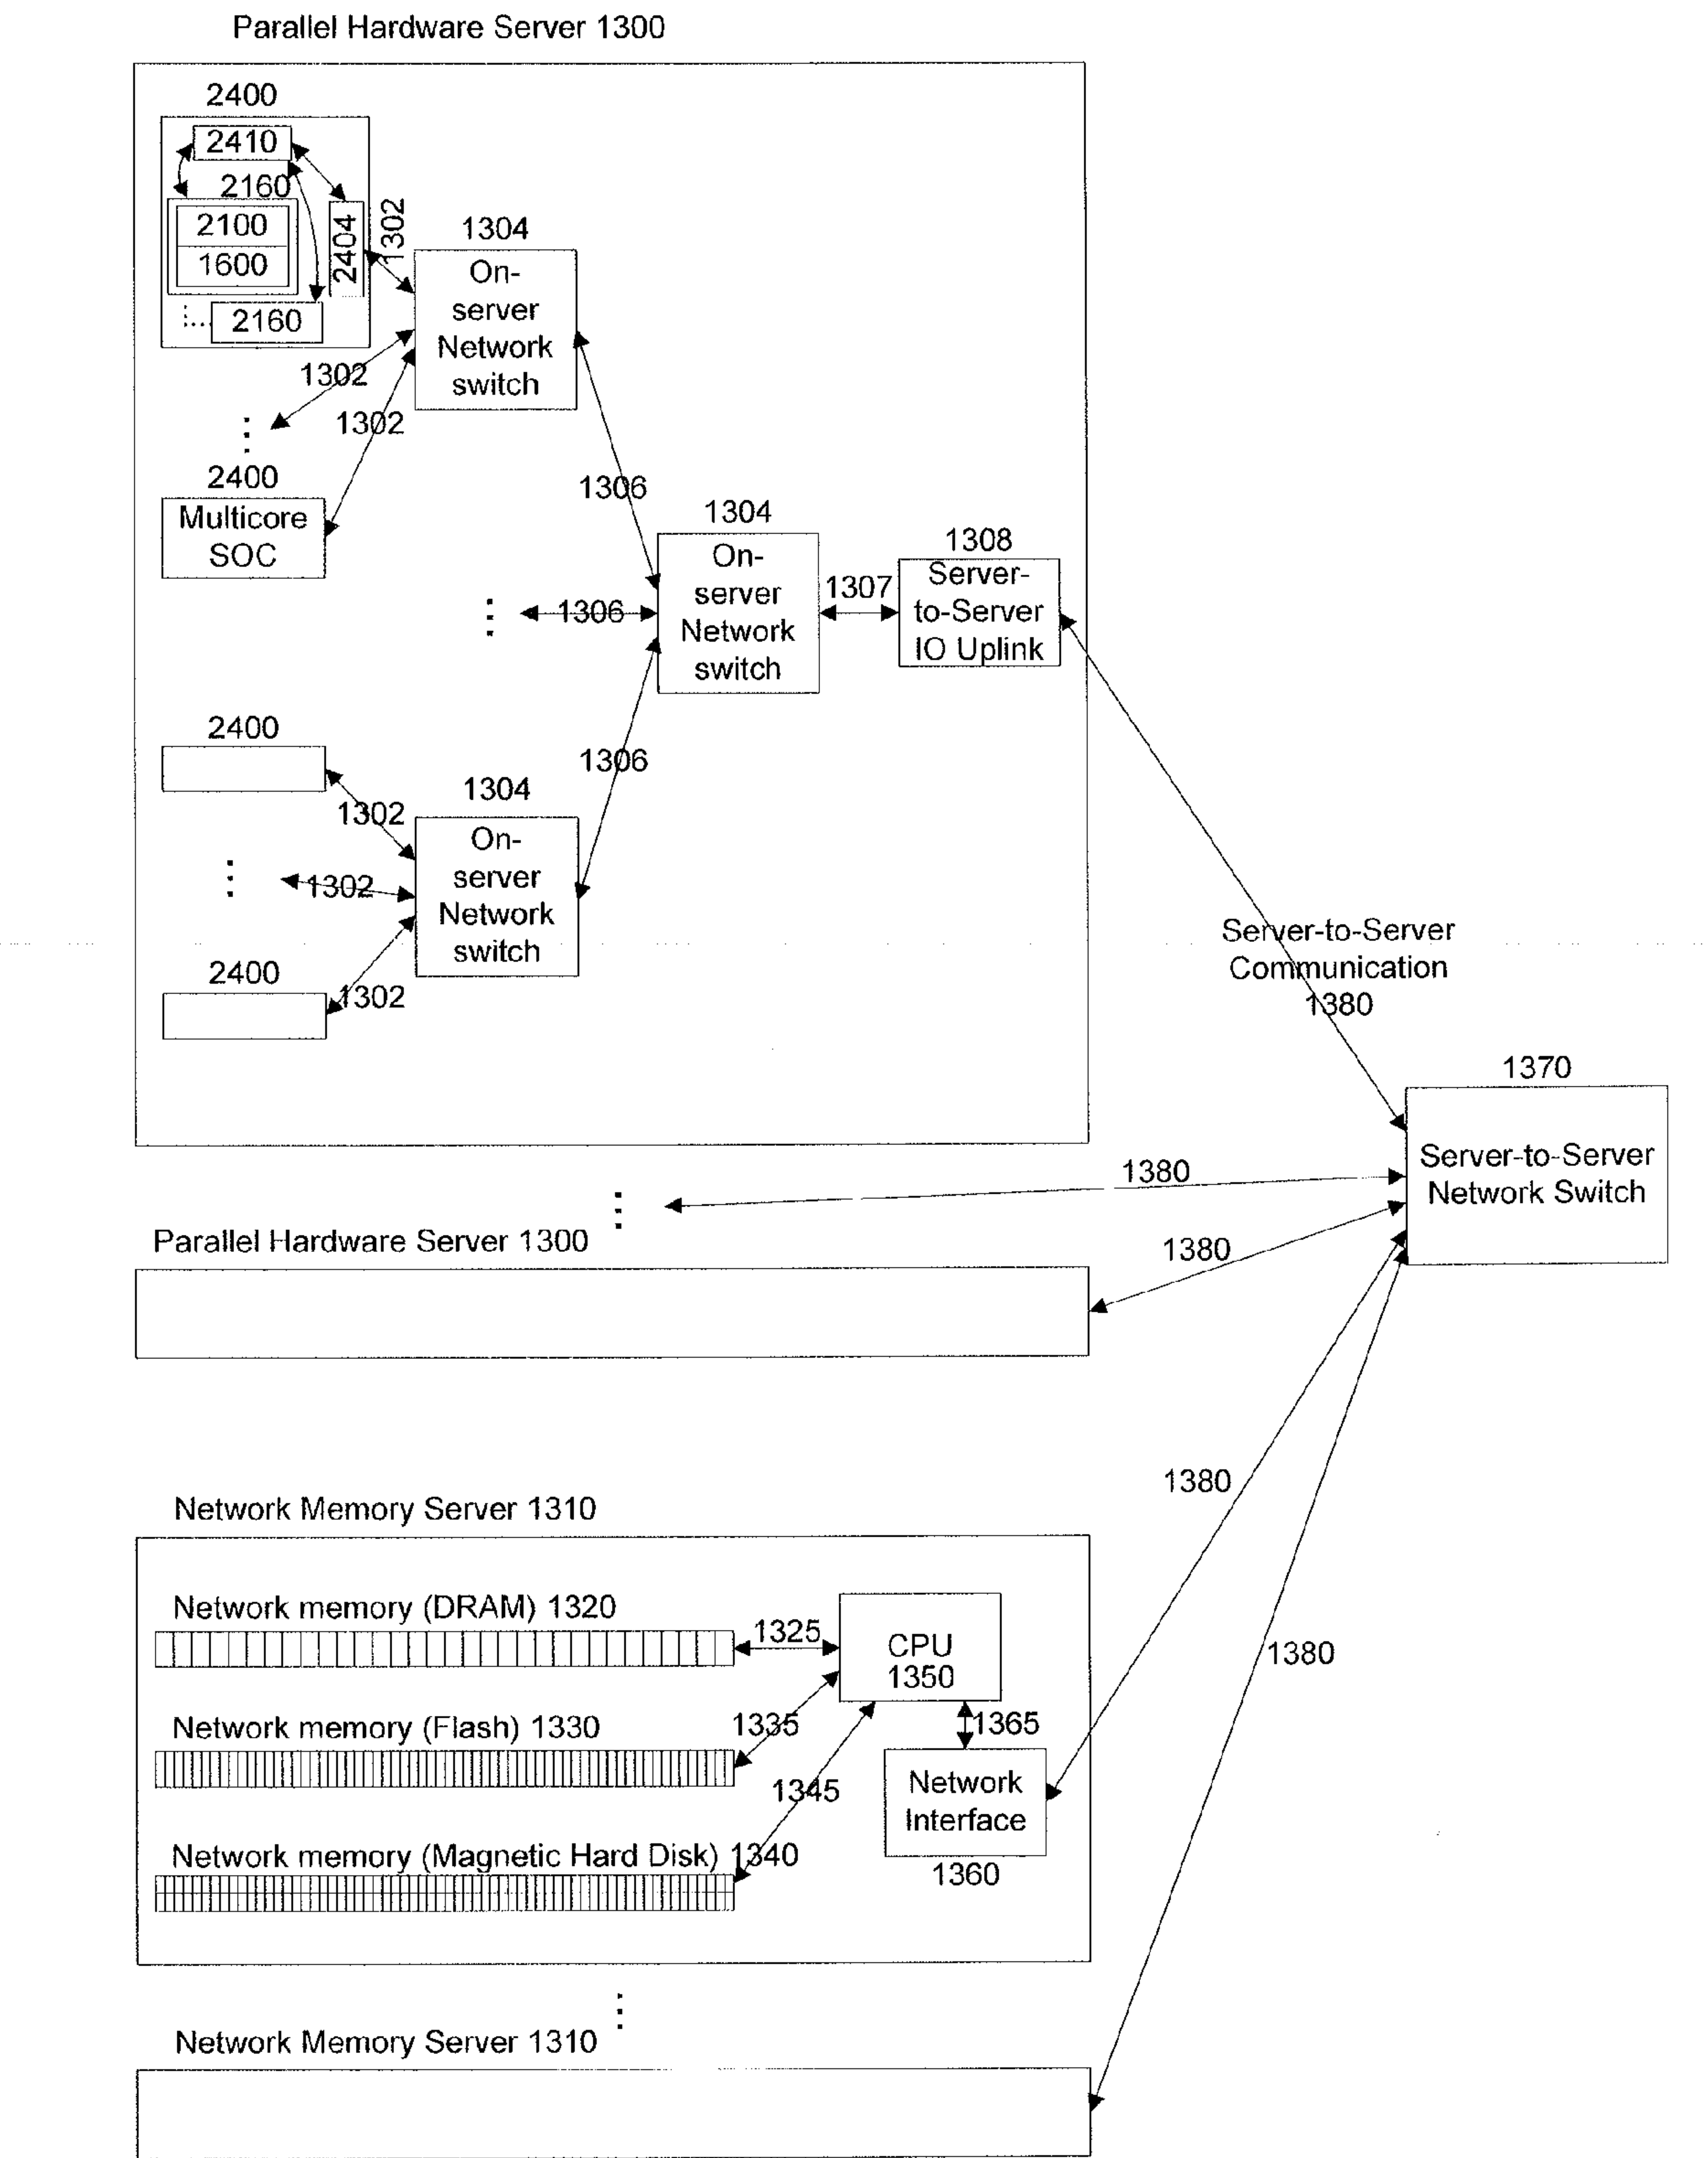 Parallel Hardware Server 1300
2400
2410
2160
2100
1600
2404
2160
1302
1304
On-
server
Network
switch
1302
1302
2400
Multicore
SOC
1306
1304
On-
server
Network
switch
1306
1307
1308
Server-
to-Server
IO Uplink
2400
1302
1306
1304
On-
server
Network
switch
1302
2400
1302
Server-to-Server
Communication
1380
1370
Server-to-Server
Network Switch
1380
Parallel Hardware Server 1300
1380
1380
Network Memory Server 1310
Network memory (DRAM) 1320
1325
CPU
1350
1380
Network memory (Flash) 1330
1335
1365
1345
Network
Interface
1360
Network memory (Magnetic Hard Disk) 1340
Network Memory Server 1310